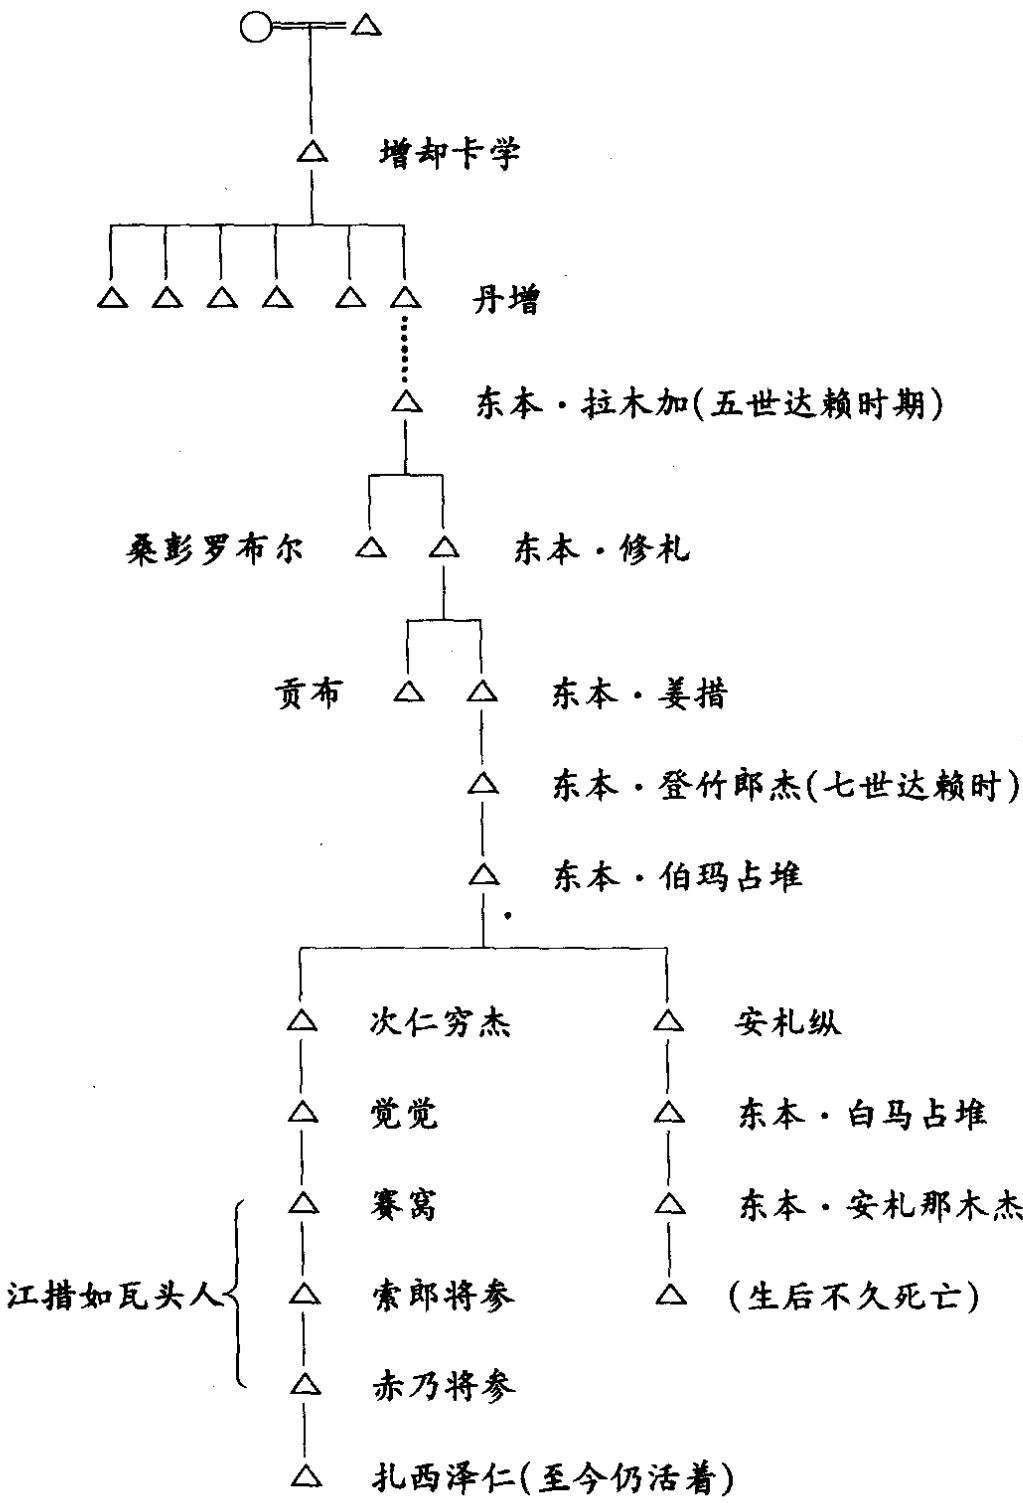 增却卡学
丹增
东本·拉木加(五世达赖时期)
桑彭罗布尔 东本·修札
贡布 东本·姜措
东本·登竹郎杰(七世达赖时)
东本·伯玛占堆
次仁穷杰 安札纵
觉觉 东本·白马占堆
赛窝 东本·安札那木杰
江措如瓦头人 索郎将参 (生后不久死亡)
赤乃将参
扎西泽仁(至今仍活着)